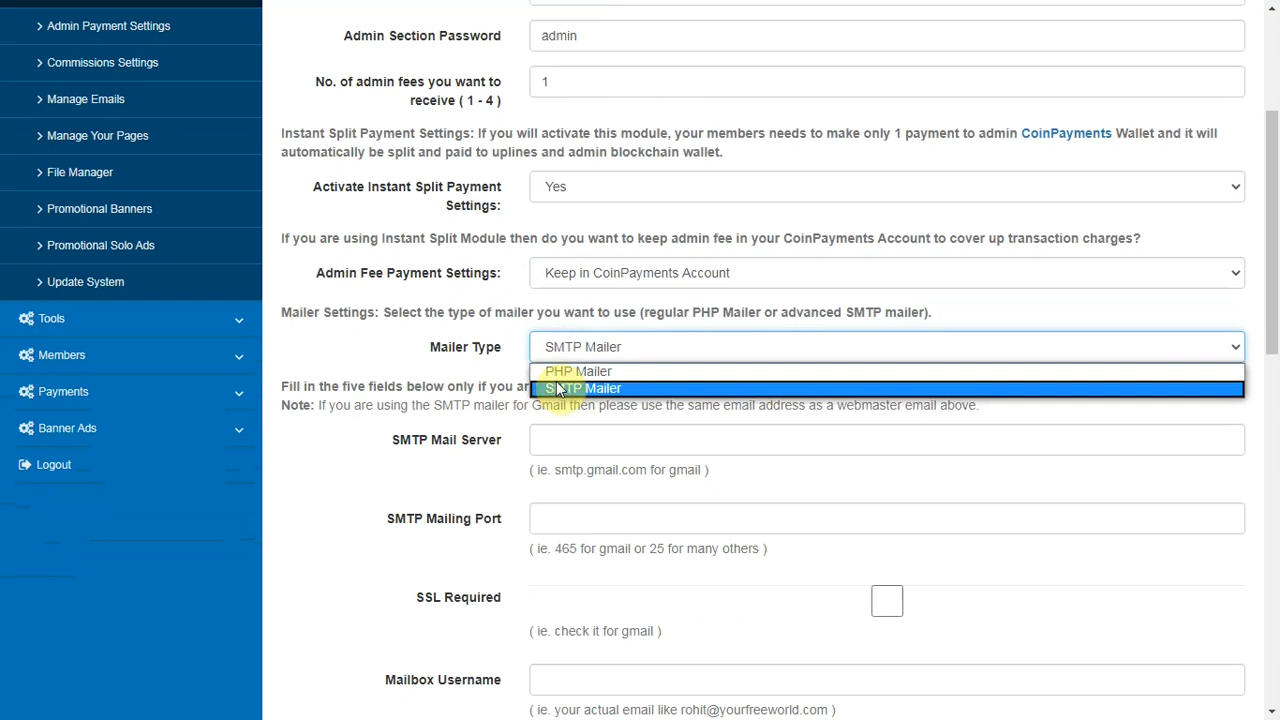 Admin Payment Settings
Commissions Settings
Manage Emails
Manage Your Pages
File Manager
Promotional Banners
Promotional Solo Ads
Update System
Tools
Members
Payments
Banner Ads
Logout
Admin Section Password
admin
No. of admin fees you want to
receive ( 1 - 4 )
1
Instant Split Payment Settings: If you will activate this module, your members needs to make only 1 payment to admin CoinPayments Wallet and it will
automatically be split and paid to uplines and admin blockchain wallet.
Activate Instant Split Payment
Settings:
Yes
If you are using Instant Split Module then do you want to keep admin fee in your CoinPayments Account to cover up transaction charges?
Admin Fee Payment Settings:
Keep in CoinPayments Account
Mailer Settings: Select the type of mailer you want to use (regular PHP Mailer or advanced SMTP mailer).
Mailer Type
SMTP Mailer
PHP Mailer
SMTP Mailer
Fill in the five fields below only if you
Note: If you are using the SMTP mailer for Gmail then please use the same email address as a webmaster email above.
SMTP Mail Server
( ie. smtp.gmail.com for gmail )
SMTP Mailing Port
( ie. 465 for gmail or 25 for many others )
SSL Required
( ie. check it for gmail )
Mailbox Username
( ie. your actual email like rohit@yourfreeworld.com )